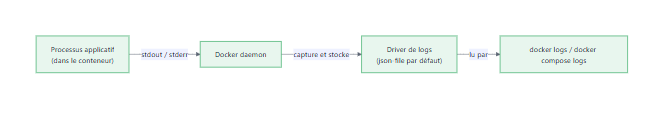 Processus applicatif
(dans le conteneur)
stdout / stderr
Docker daemon
capture et stocke
Driver de logs
(json-file par défaut)
lu par
docker logs / docker
compose logs